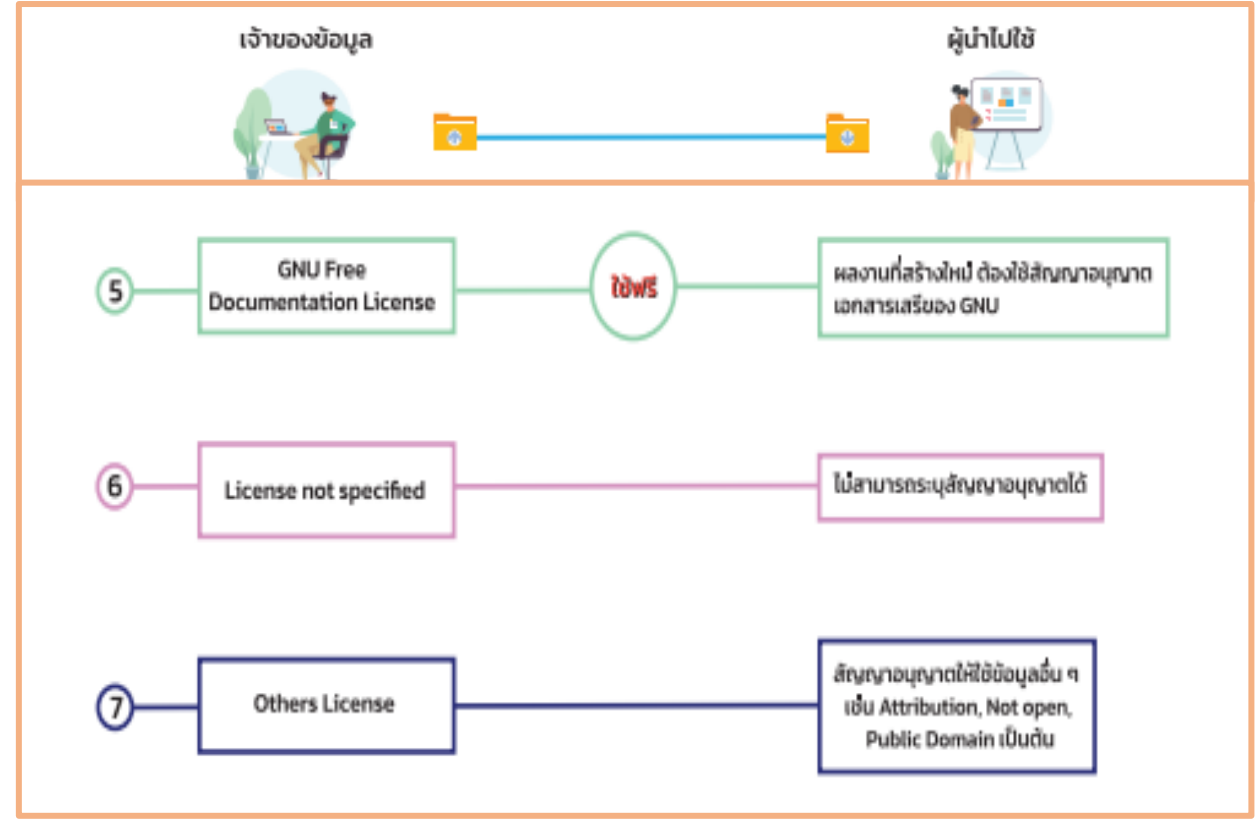 เจ้าของข้อมูล
ผู้นำไปใช้
5
GNU Free
Documentation License
ใช้ฟรี
ผลงานที่สร้างใหม่ ต้องใช้สัญญาอนุญาต
เอกสารเสรีของ GNU
6
License not specified
ไม่สามารถระบุสัญญาอนุญาตได้
7
Others License
สัญญาอนุญาตให้ใช้ข้อมูลอื่น ๆ
เช่น Attribution, Not open,
Public Domain เป็นต้น